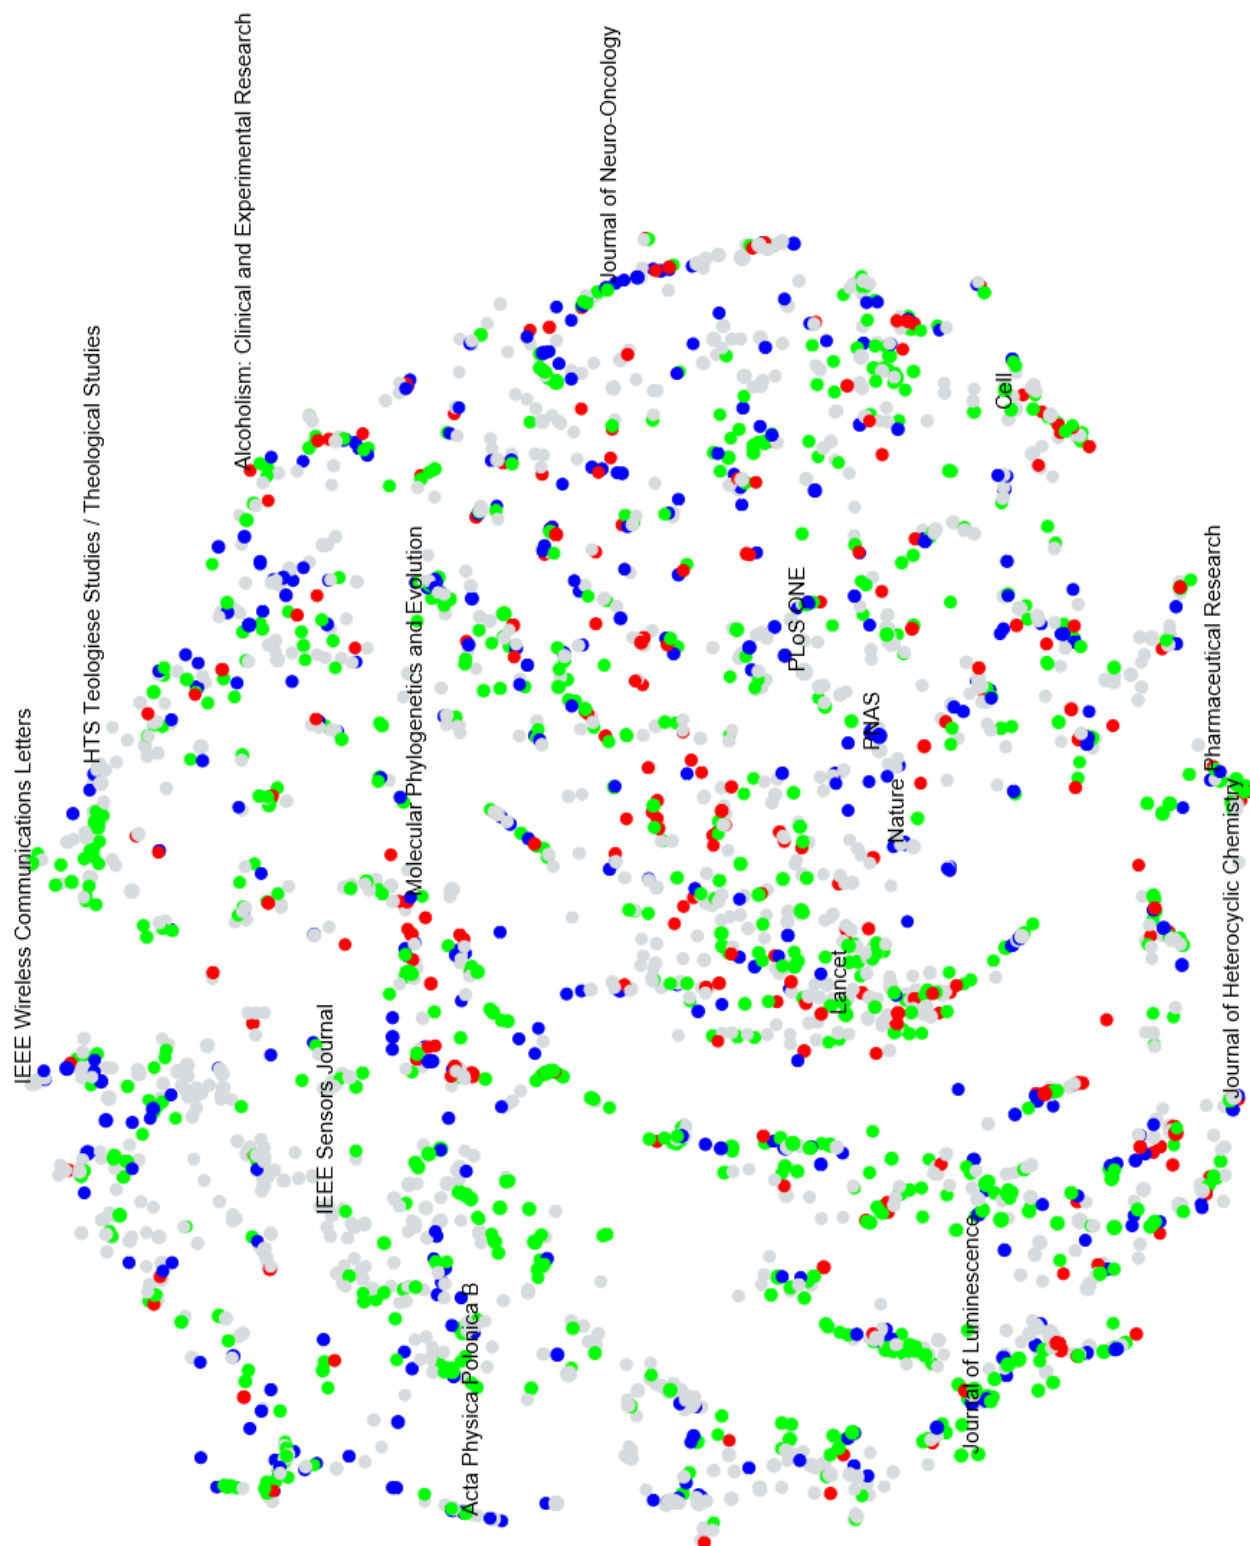 IEEE Wireless Communications Letters
HTS Teologiese Studies / Theological Studies
Alcoholism: Clinical and Experimental Research
IEEE Sensors Journal
Molecular Phylogenetics and Evolution
Acta Physica Polonica B
Journal of Neuro-Oncology
PLoS ONE
Lancet
PNAS
Nature
Journal of Luminescence
Cell
Pharmaceutical Research
Journal of Heterocyclic Chemistry